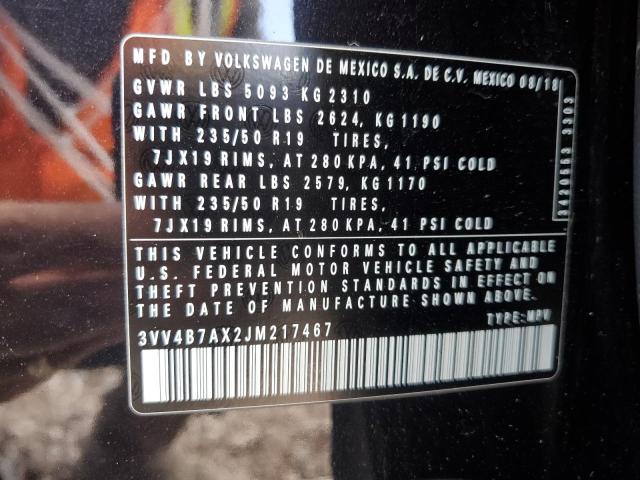 MFD BY VOLKSWAGEN DE MEXICO S.A. DE C.V. MEXICO 08/18
GVWR LBS 5093 KG 2310
GAWR FRONT LBS 2624, KG 1190
WITH 235/50 R19 TIRES,
7JX19 RIMS, AT 280 KPA, 41 PSI COLD
GAWR REAR LBS 2579, KG 1170
WITH 235/50 R19 TIRES,
7JX19 RIMS, AT 280 KPA, 41 PSI COLD
THIS VEHICLE CONFORMS TO ALL APPLICABLE
U.S. FEDERAL MOTOR VEHICLE SAFETY AND
THEFT PREVENTION STANDARDS IN EFFECT ON
THE DATE OF MANUFACTURE SHOWN ABOVE.
3VV4B7AX2JM217467 TYPE: MPV
3303